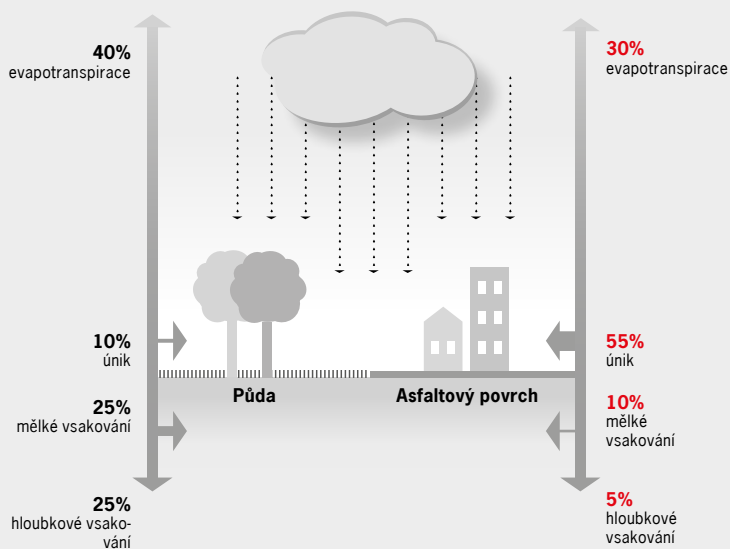 40%
evapotranspirace
10%
únik
25%
mělké vsakování
25%
hloubkové vsako-
vání
Půda
Asfaltový povrch
30%
evapotranspirace
55%
únik
10%
mělké
vsakování
5%
hloubkové
vsakování